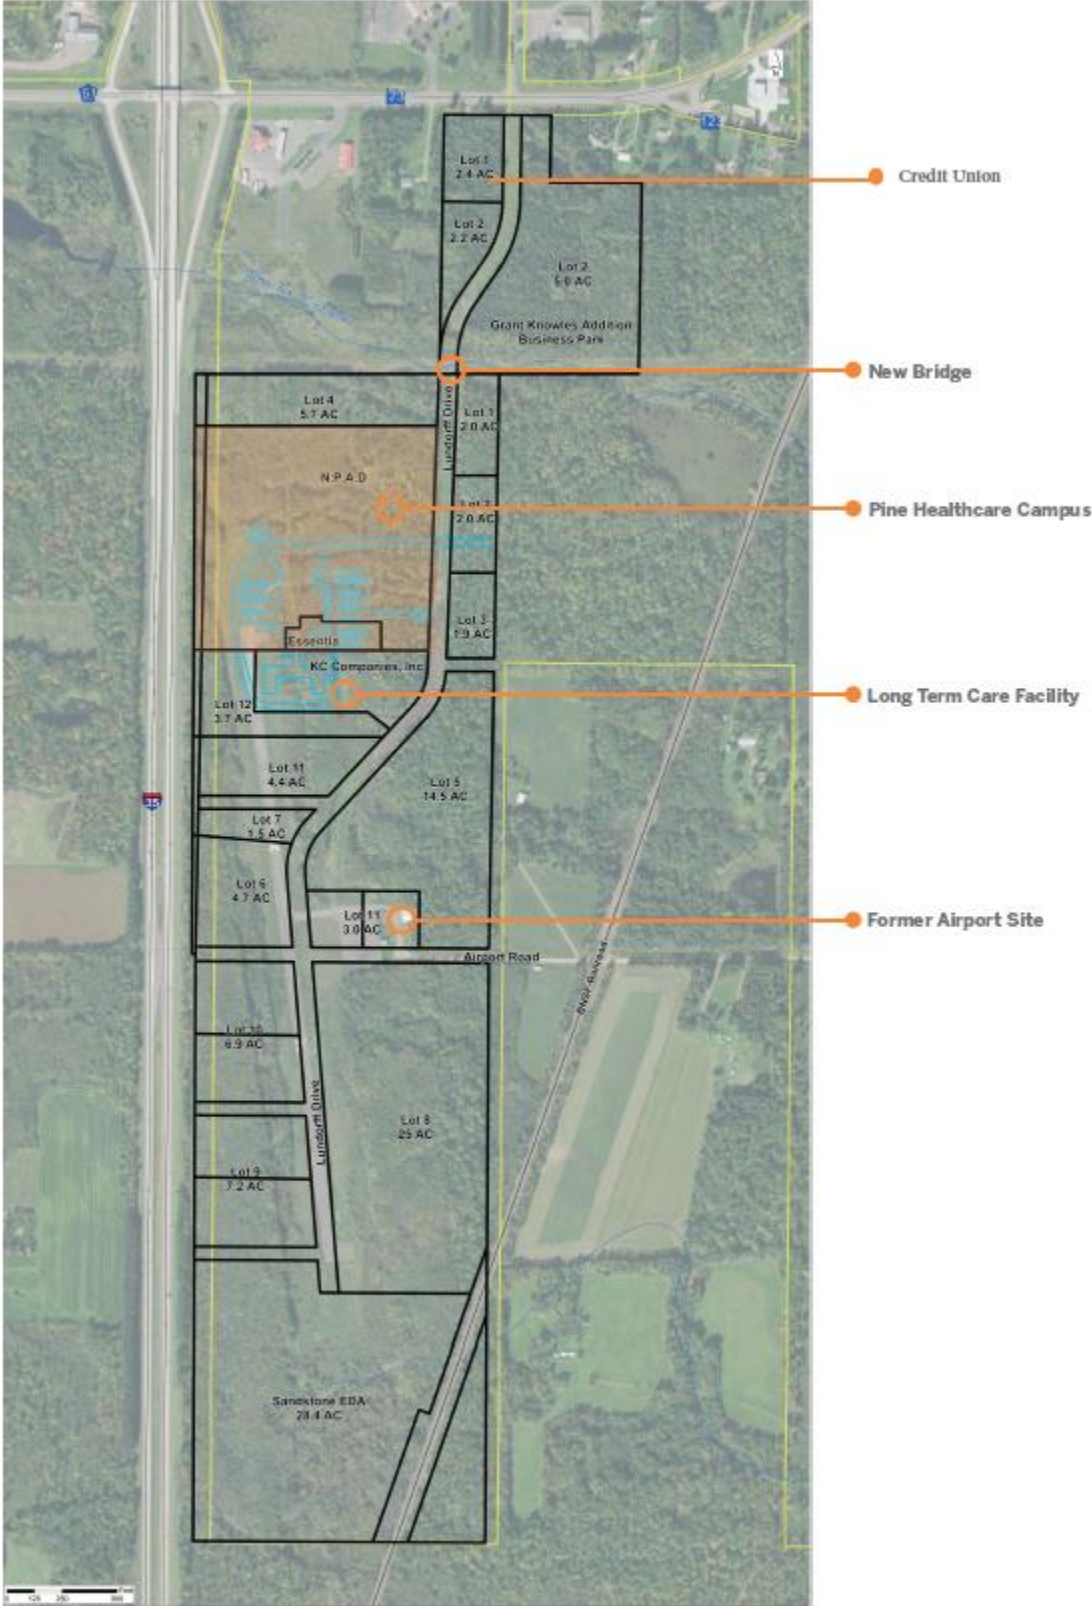 61
23
123
Lot 1
2.4 AC
Credit Union
Lot 2
2.2 AC
Lot 2
5.0 AC
Grant Knowles Addition
Business Park
New Bridge
Lot 4
5.7 AC
Lundorff Drive
Lot 1
2.0 AC
N.P.A.D
Pine Healthcare Campus
Lot 2
2.0 AC
Lot 3
1.9 AC
Essentia
KC Companies, Inc
Long Term Care Facility
Lot 12
3.7 AC
Lot 11
4.4 AC
Lot 5
14.5 AC
35
Lot 7
1.5 AC
Lot 6
4.7 AC
Lot 11
3.0 AC
Former Airport Site
Airport Road
BNSF Railroad
Lot 10
6.9 AC
Lundorff Drive
Lot 8
25 AC
Lot 9
7.2 AC
Sandstone EDA
28.4 AC